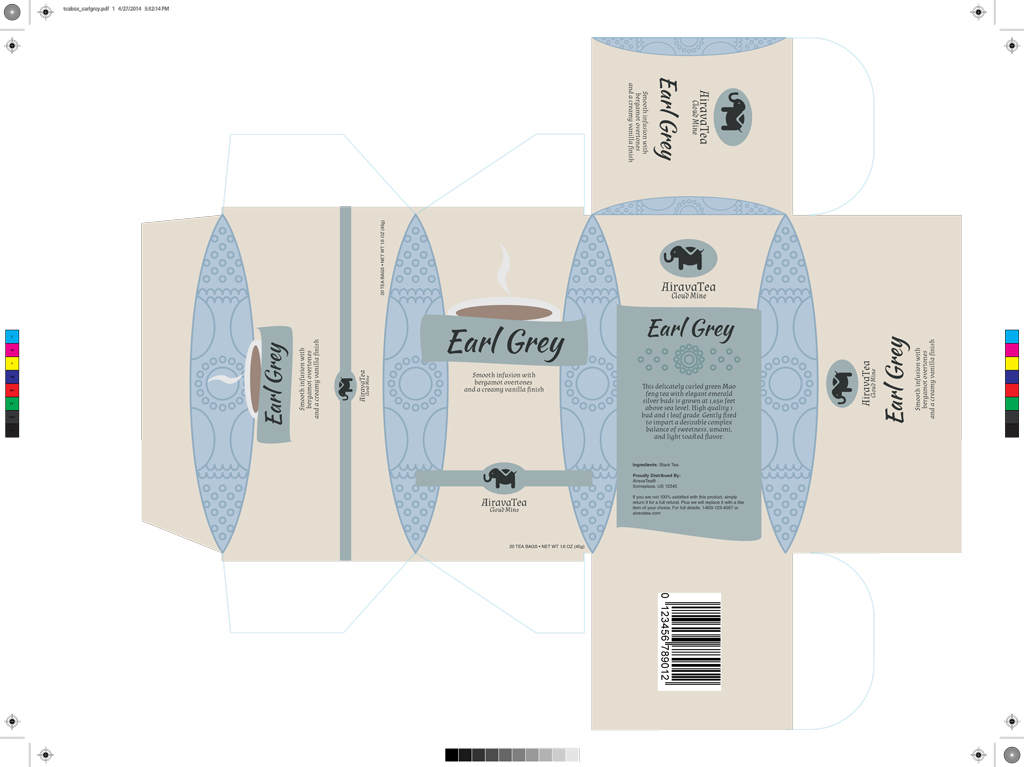 teabox_earlgrey.pdf 1 4/27/2014 5:02:14 PM
AiravaTea
Cloud Mine
Earl Grey
Smooth infusion with
bergamot overtones
and a creamy vanilla finish
Earl Grey
Smooth infusion with
bergamot overtones
and a creamy vanilla finish
AiravaTea
Cloud Mine
20 TEA BAGS • NET WT 1.6 OZ (45g)
Earl Grey
Smooth infusion with
bergamot overtones
and a creamy vanilla finish
AiravaTea
Cloud Mine
20 TEA BAGS • NET WT 1.6 OZ (45g)
AiravaTea
Cloud Mine
Earl Grey
This delicately curled green Mao
feng tea with elegant emerald
silver buds is grown at 1,650 feet
above sea level. High quality 1
bud and 1 leaf grade. Gently fired
to impart a desirable complex
balance of sweetness, umami,
and light toasted flavor.
Ingredients: Black Tea
Proudly Distributed By:
AiravaTea®
Someplace, US 12345
If you are not 100% satisfied with this product, simply
return it for a full refund. Plus we will replace it with a like
item of your choice. For full details: 1-800-123-4567 or
airavatea.com
AiravaTea
Cloud Mine
Earl Grey
Smooth infusion with
bergamot overtones
and a creamy vanilla finish
0 123456 789012